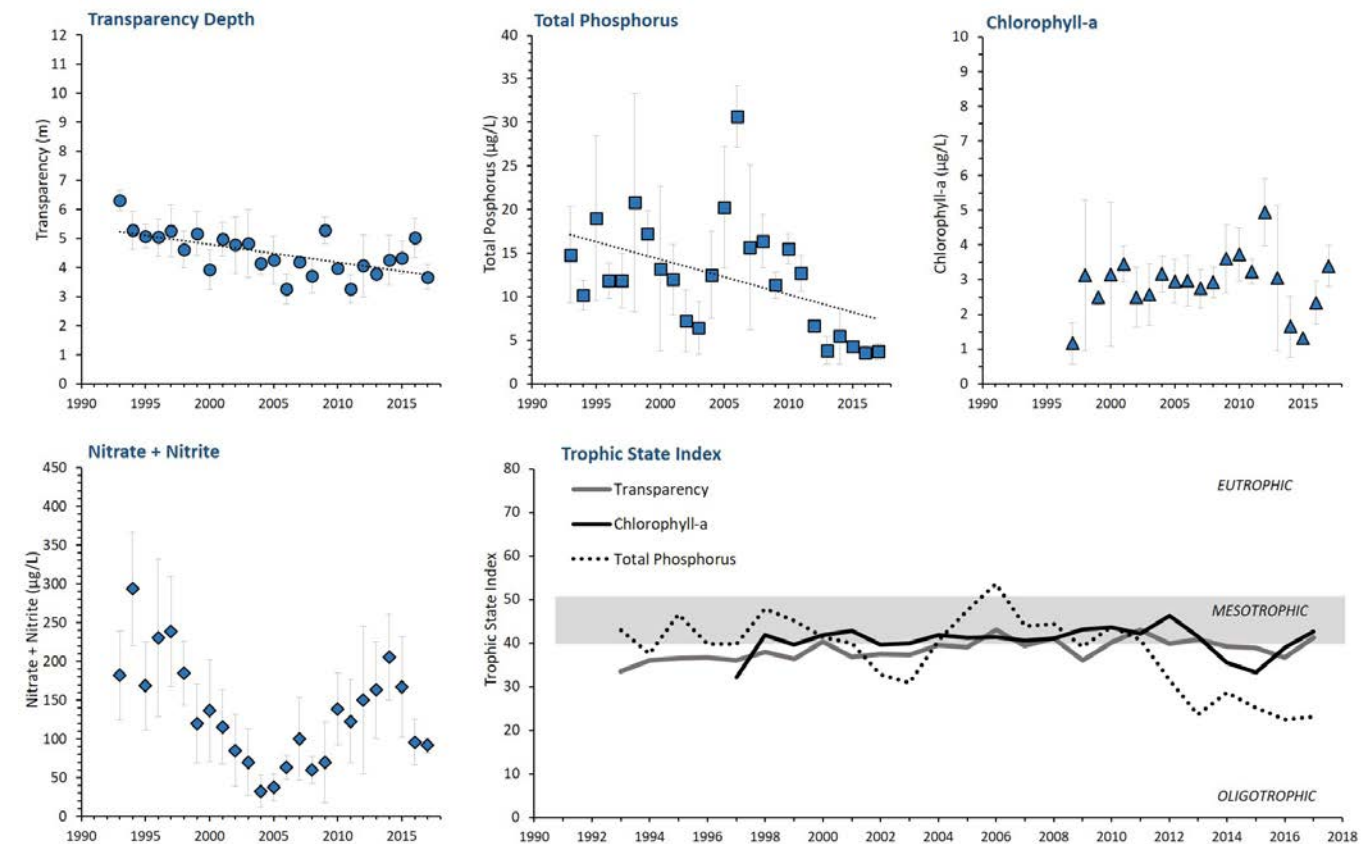 Transparency Depth
Transparency (m)
12
11
10
9
8
7
6
5
4
3
2
1
0
1990 1995 2000 2005 2010 2015
Total Phosphorus
Total Posphorus (µg/L)
40
35
30
25
20
15
10
5
0
1990 1995 2000 2005 2010 2015
Chlorophyll-a
Chlorophyll-a (µg/L)
10
9
8
7
6
5
4
3
2
1
0
1990 1995 2000 2005 2010 2015
Nitrate + Nitrite
Nitrate + Nitrite (µg/L)
450
400
350
300
250
200
150
100
50
0
1990 1995 2000 2005 2010 2015
Trophic State Index
Trophic State Index
80
70
60
50
40
30
20
10
0
Transparency
Chlorophyll-a
Total Phosphorus
EUTROPHIC
MESOTROPHIC
OLIGOTROPHIC
1990 1992 1994 1996 1998 2000 2002 2004 2006 2008 2010 2012 2014 2016 2018